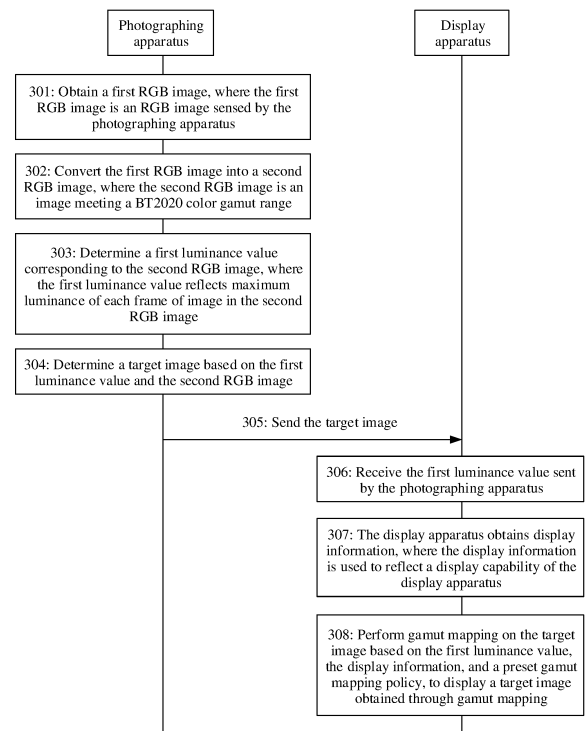 Photographing
apparatus
Display
apparatus
301: Obtain a first RGB image, where the first
RGB image is an RGB image sensed by the
photographing apparatus
302: Convert the first RGB image into a second
RGB image, where the second RGB image is an
image meeting a BT2020 color gamut range
303: Determine a first luminance value
corresponding to the second RGB image, where
the first luminance value reflects maximum
luminance of each frame of image in the second
RGB image
304: Determine a target image based on the first
luminance value and the second RGB image
305: Send the target image
306: Receive the first luminance value sent
by the photographing apparatus
307: The display apparatus obtains display
information, where the display information
is used to reflect a display capability of the
display apparatus
308: Perform gamut mapping on the target
image based on the first luminance value,
the display information, and a preset gamut
mapping policy, to display a target image
obtained through gamut mapping